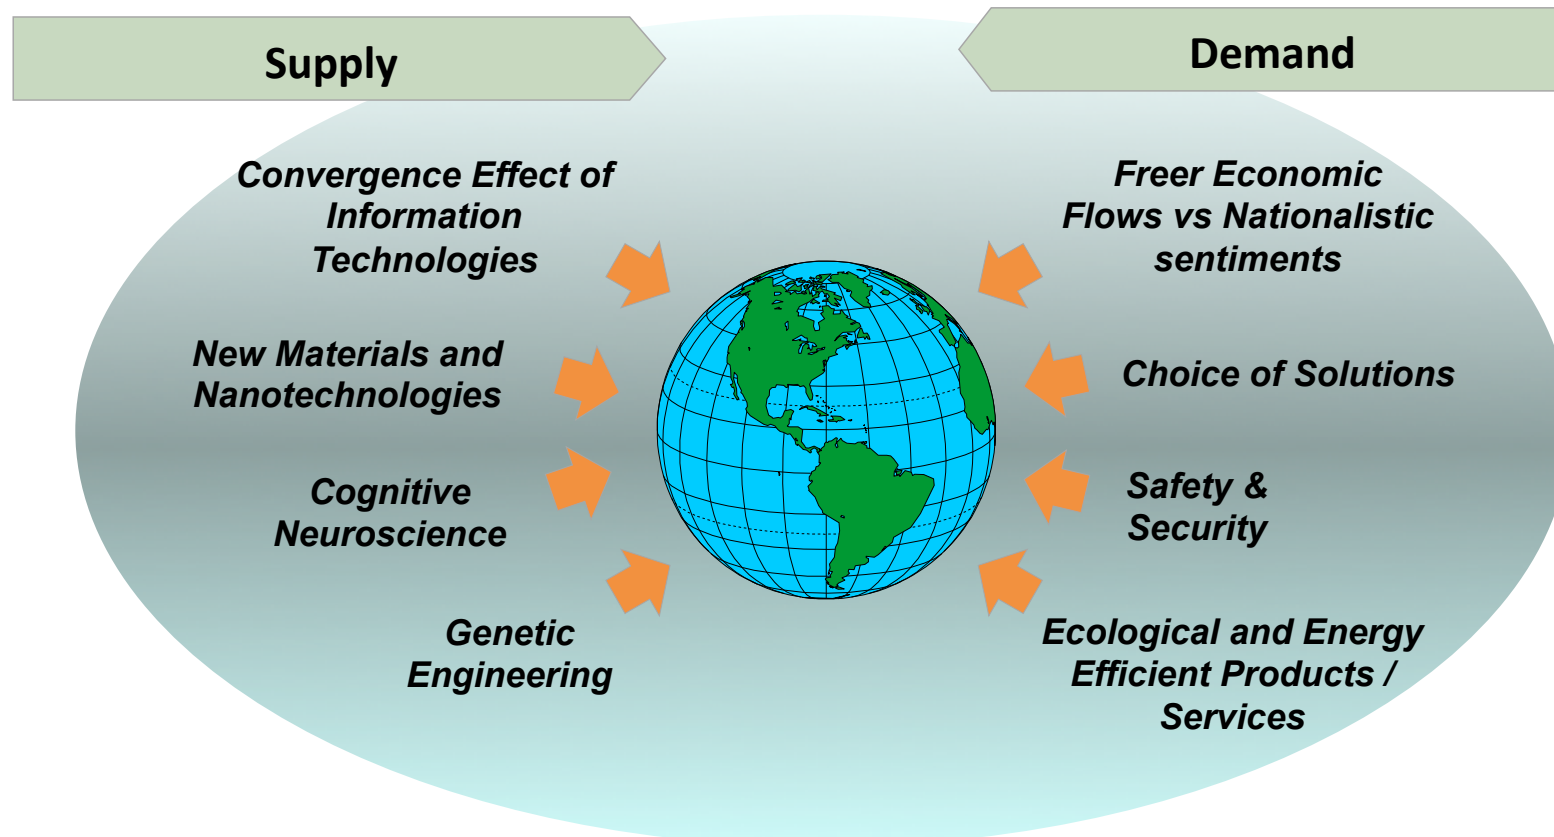 Supply
Demand
Convergence Effect of
Information
Technologies
New Materials and
Nanotechnologies
Cognitive
Neuroscience
Genetic
Engineering
Freer Economic
Flows vs Nationalistic
sentiments
Choice of Solutions
Safety &
Security
Ecological and Energy
Efficient Products /
Services